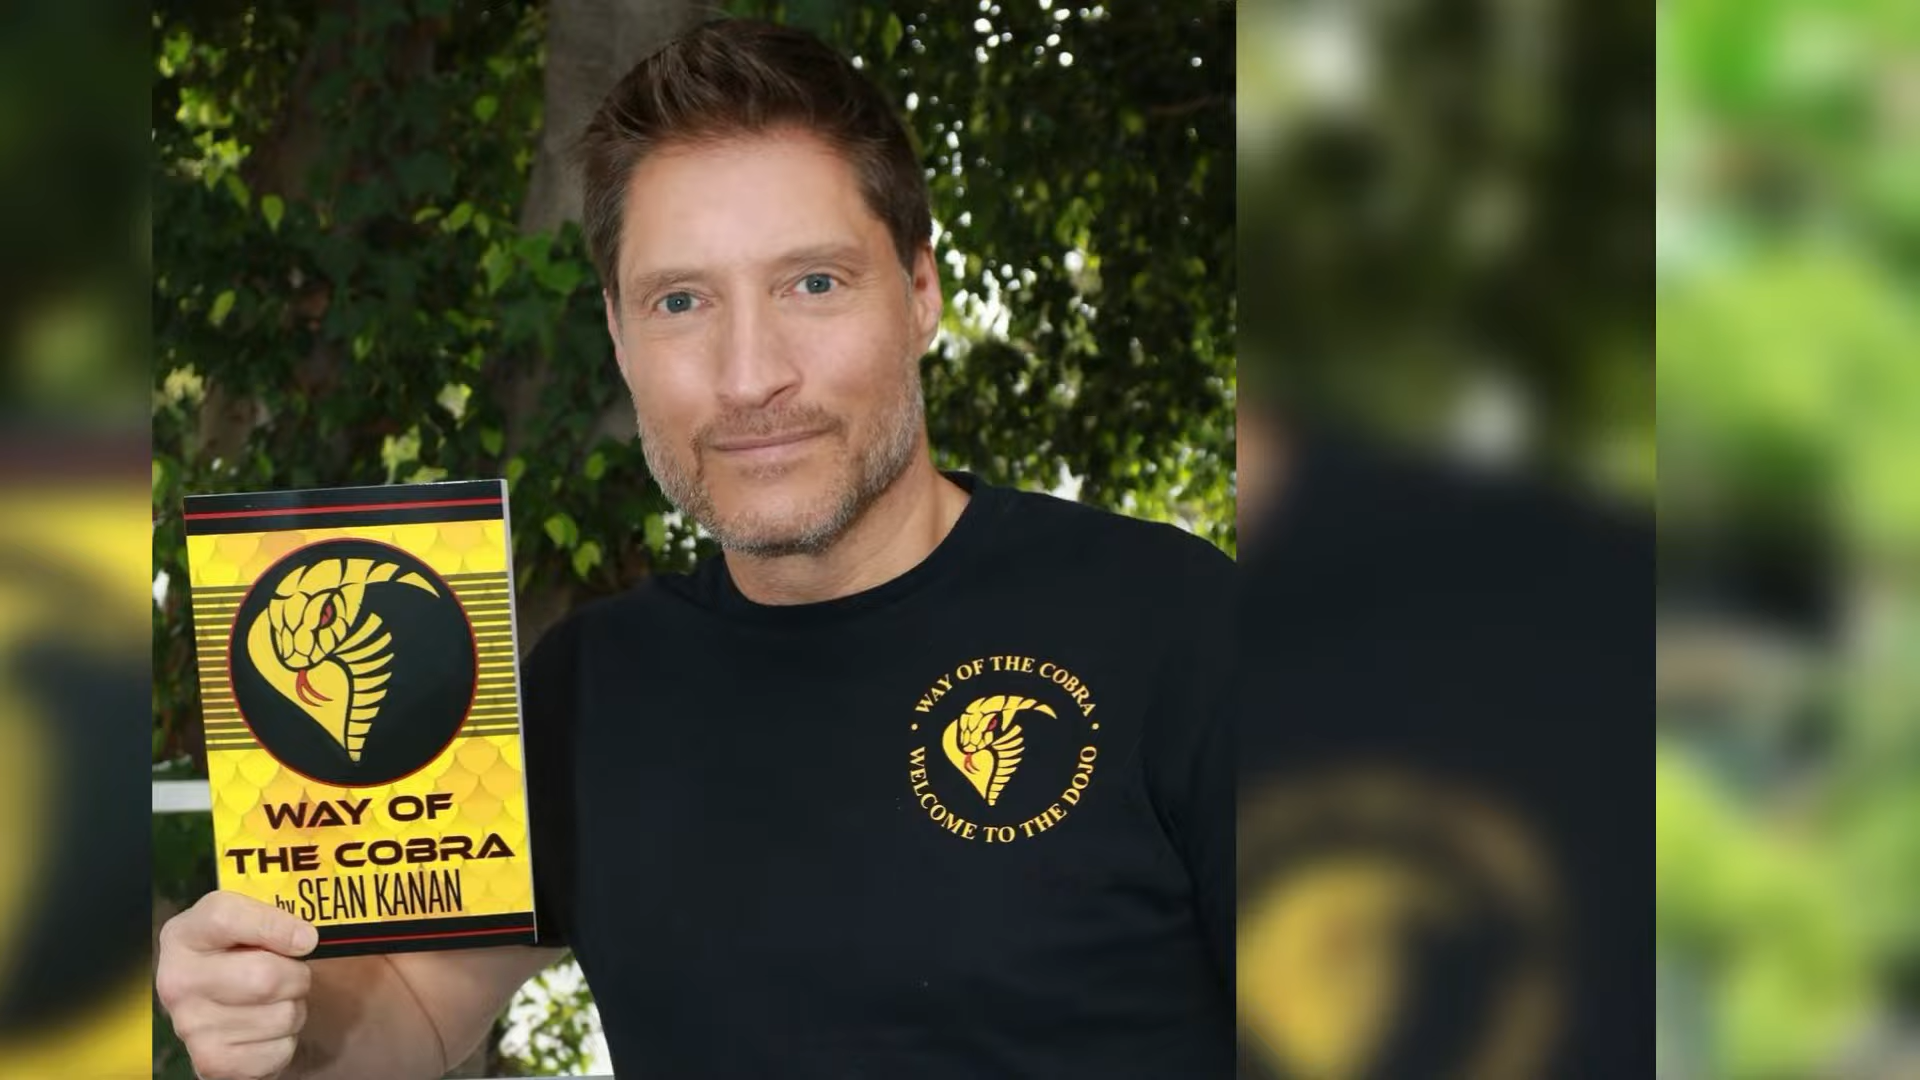 WAY OF
THE COBRA
by SEAN KANAN
WAY OF THE COBRA
WELCOME TO THE DOJO